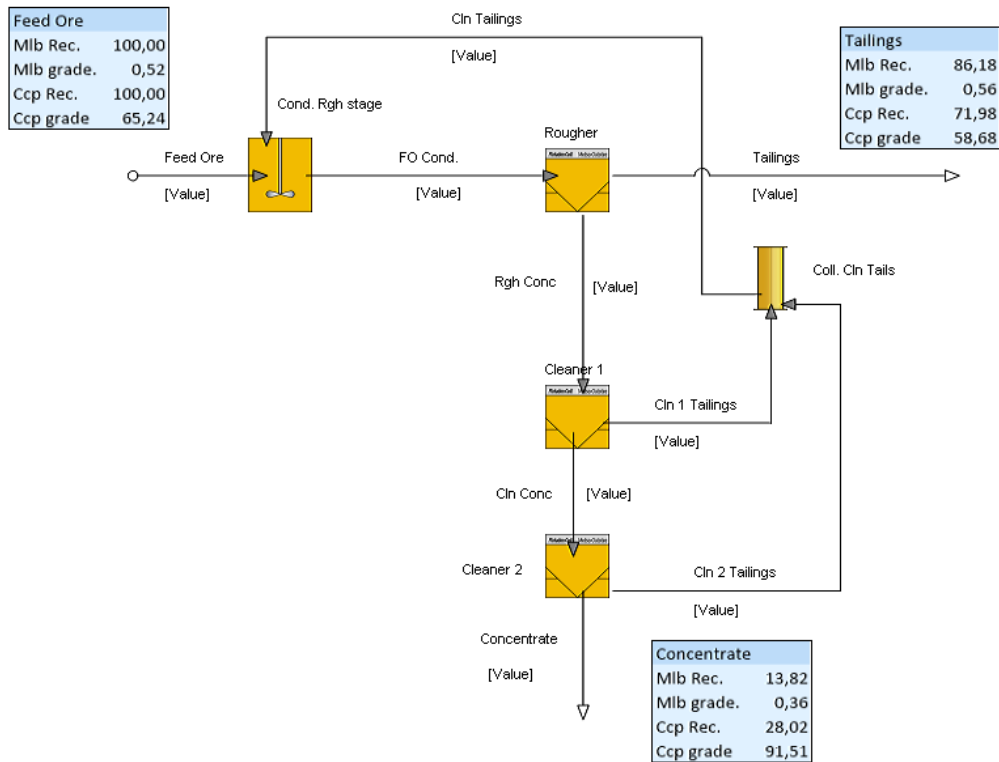 Feed Ore
Mlb Rec. 100,00
Mlb grade. 0,52
Ccp Rec. 100,00
Ccp grade 65,24
Cln Tailings
[Value]
Tailings
Mlb Rec. 86,18
Mlb grade. 0,56
Ccp Rec. 71,98
Ccp grade 58,68
Cond. Rgh stage
Rougher
Feed Ore
[Value]
FO Cond.
[Value]
Tailings
[Value]
Coll. Cln Tails
Rgh Conc
[Value]
Cleaner 1
Cln 1 Tailings
[Value]
Cln Conc
[Value]
Cleaner 2
Cln 2 Tailings
[Value]
Concentrate
[Value]
Concentrate
Mlb Rec. 13,82
Mlb grade. 0,36
Ccp Rec. 28,02
Ccp grade 91,51